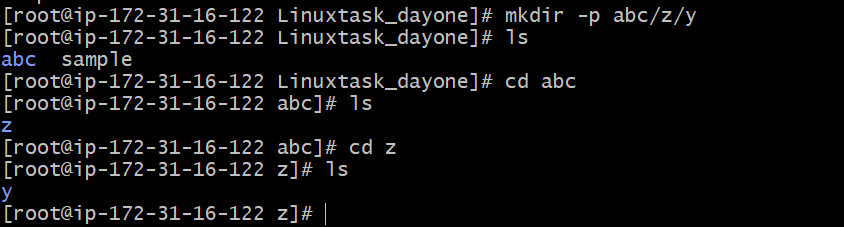 [root@ip-172-31-16-122 Linuxtask_dayone]# mkdir -p abc/z/y
[root@ip-172-31-16-122 Linuxtask_dayone]# ls
abc  sample
[root@ip-172-31-16-122 Linuxtask_dayone]# cd abc
[root@ip-172-31-16-122 abc]# ls
z
[root@ip-172-31-16-122 abc]# cd z
[root@ip-172-31-16-122 z]# ls
y
[root@ip-172-31-16-122 z]#